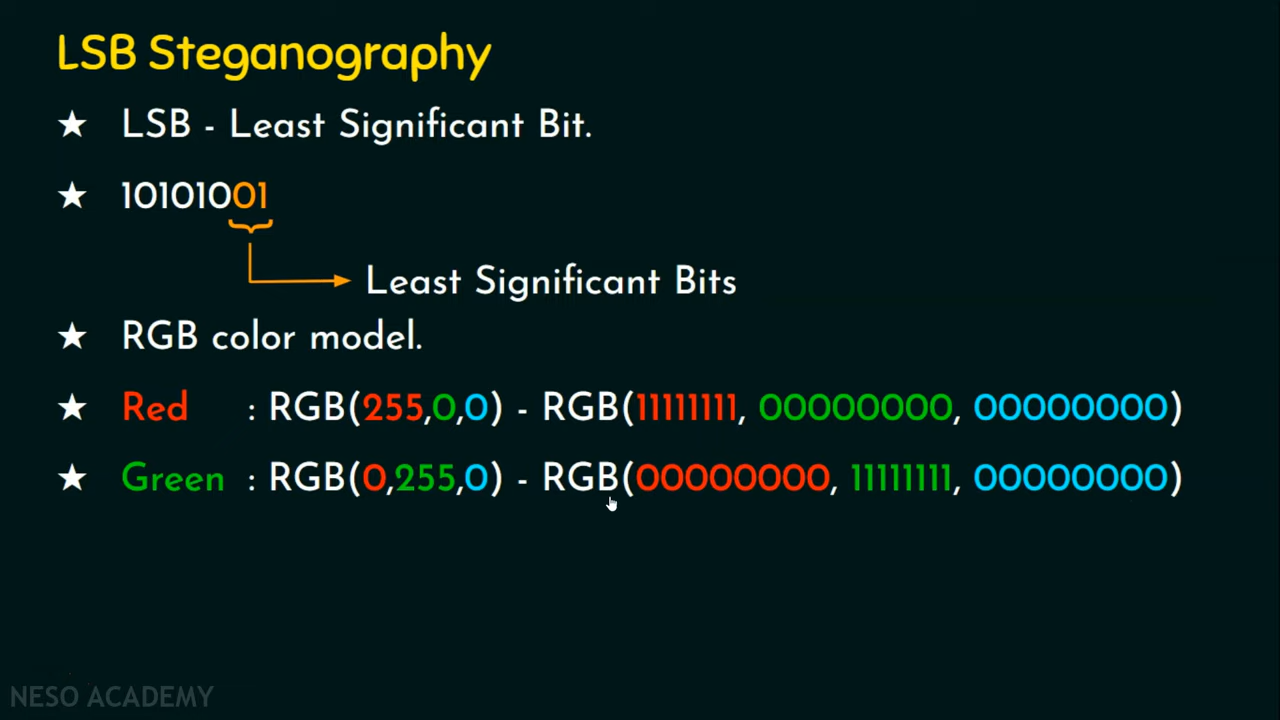 LSB Steganography
★ LSB - Least Significant Bit.
★ 10101001
Least Significant Bits
★ RGB color model.
★ Red : RGB(255,0,0) - RGB(11111111, 00000000, 00000000)
★ Green : RGB(0,255,0) - RGB(00000000, 11111111, 00000000)
NESO ACADEMY